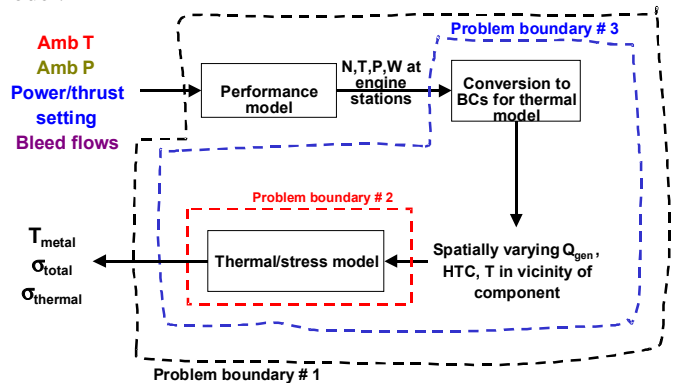 Amb T
Amb P
Power/thrust
setting
Bleed flows
Performance
model
N,T,P,W at
engine
stations
Problem boundary # 3
Conversion to
BCs for thermal
model
Problem boundary # 2
Thermal/stress model
Spatially varying Qgen ,
HTC, T in vicinity of
component
Tmetal
σtotal
σthermal
Problem boundary # 1